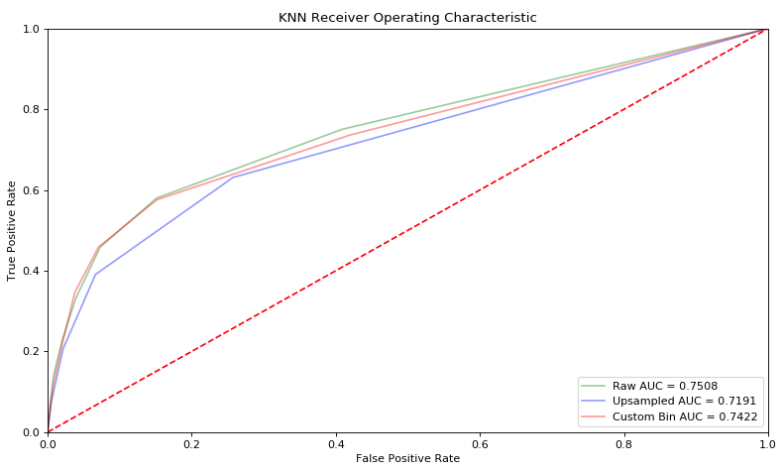 KNN Receiver Operating Characteristic
1.0
0.8
0.6
0.4
0.2
0.0
True Positive Rate
0.0 0.2 0.4 0.6 0.8 1.0
False Positive Rate
Raw AUC = 0.7508
Upsampled AUC = 0.7191
Custom Bin AUC = 0.7422